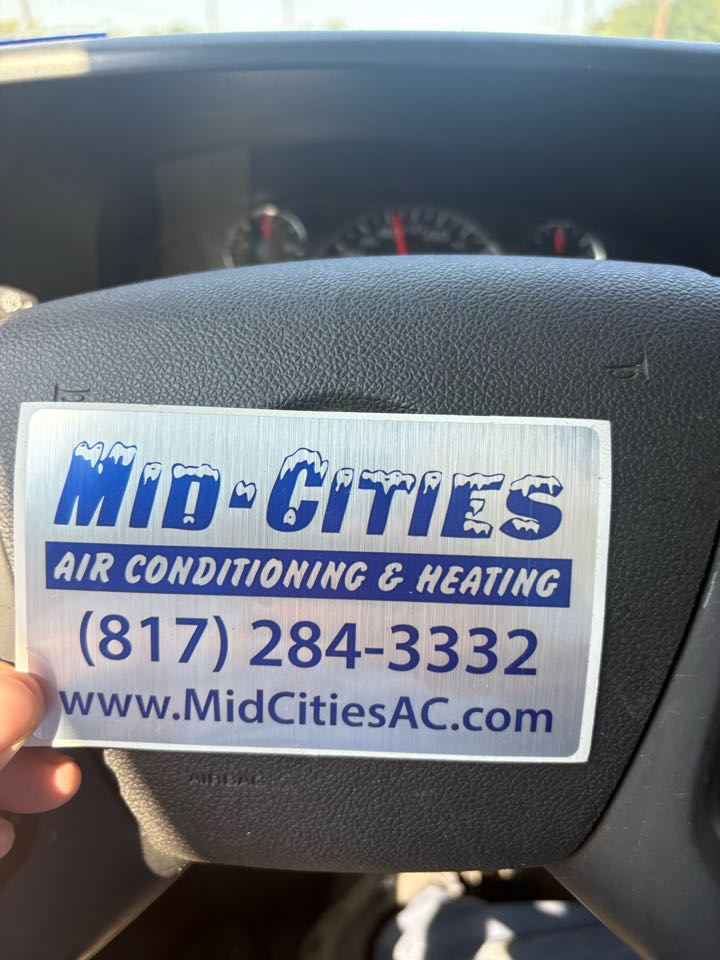 MID-CITIES
AIR CONDITIONING & HEATING
(817) 284-3332
www.MidCitiesAC.com
AIRBAG